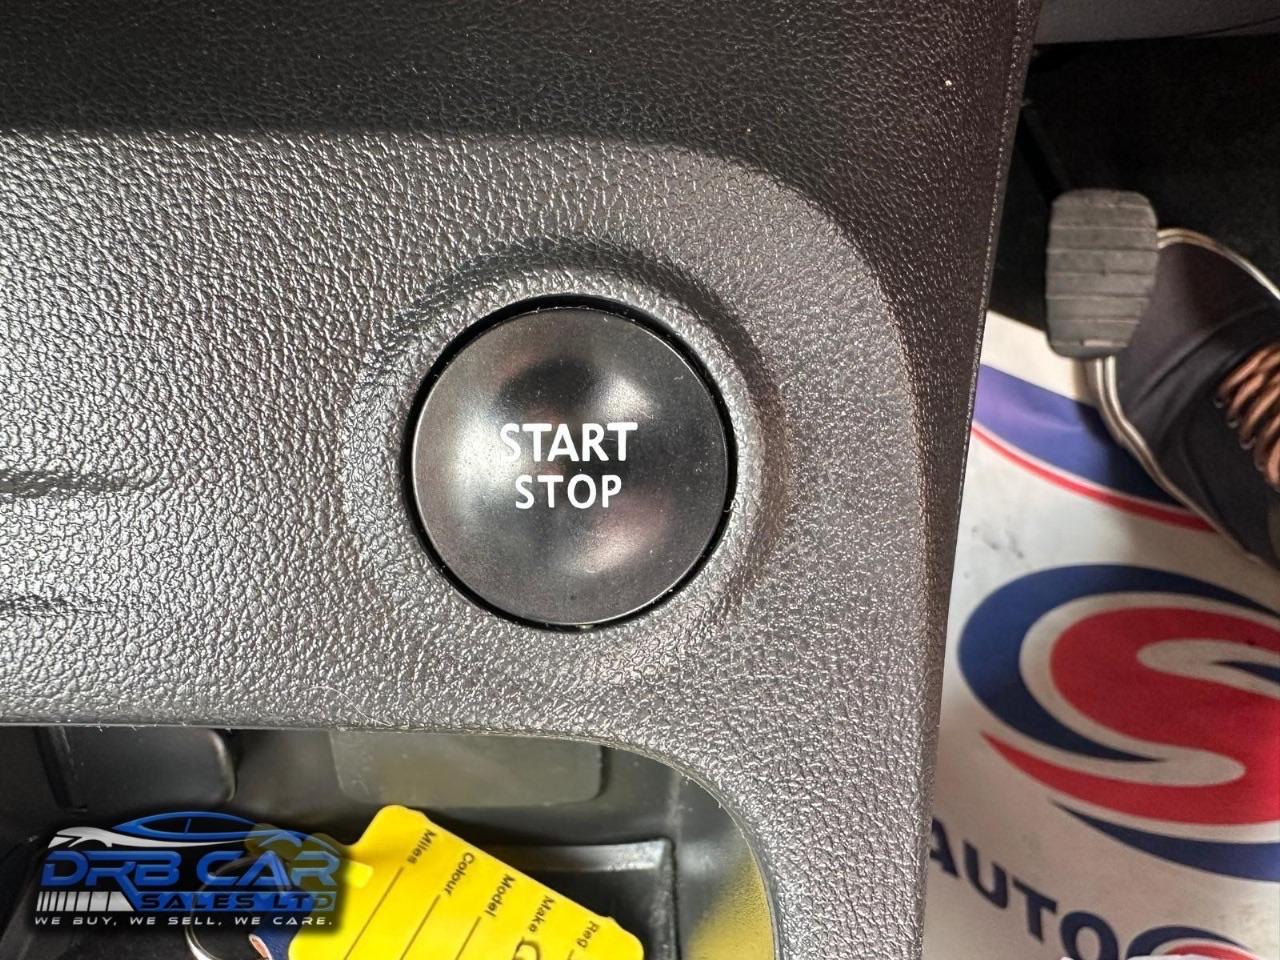 START
STOP
AUTO
DRB CAR
SALES LTD
WE BUY, WE SELL, WE CARE.
Miles
Colour
Model
Make
Reg